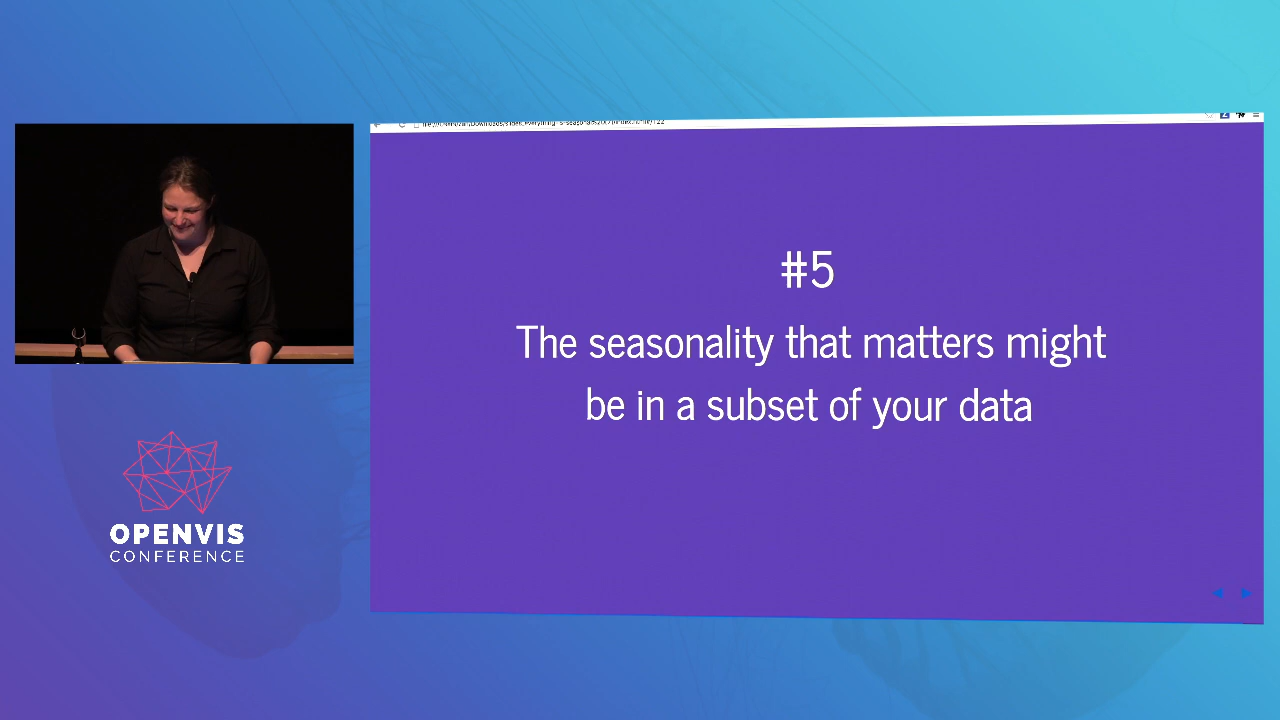 #5
The seasonality that matters might
be in a subset of your data
OPENVIS
CONFERENCE